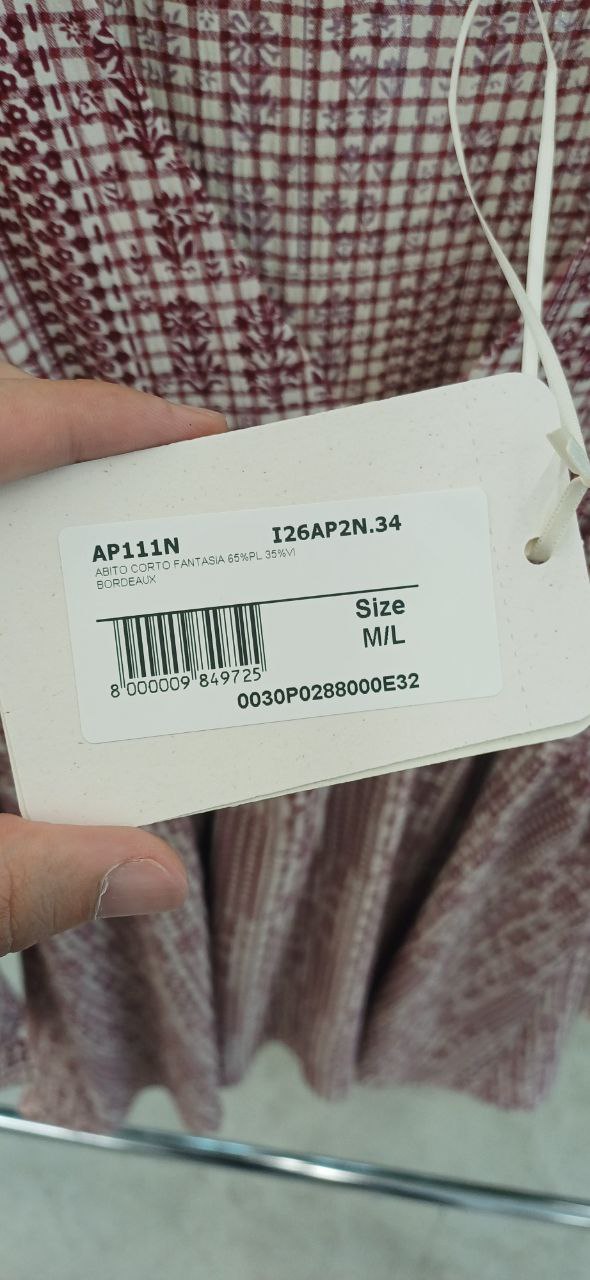 AP111N I26AP2N.34
ABITO CORTO FANTASIA 65%PL 35%VI
BORDEAUX
Size
M/L
8 000009 849725
0030P0288000E32